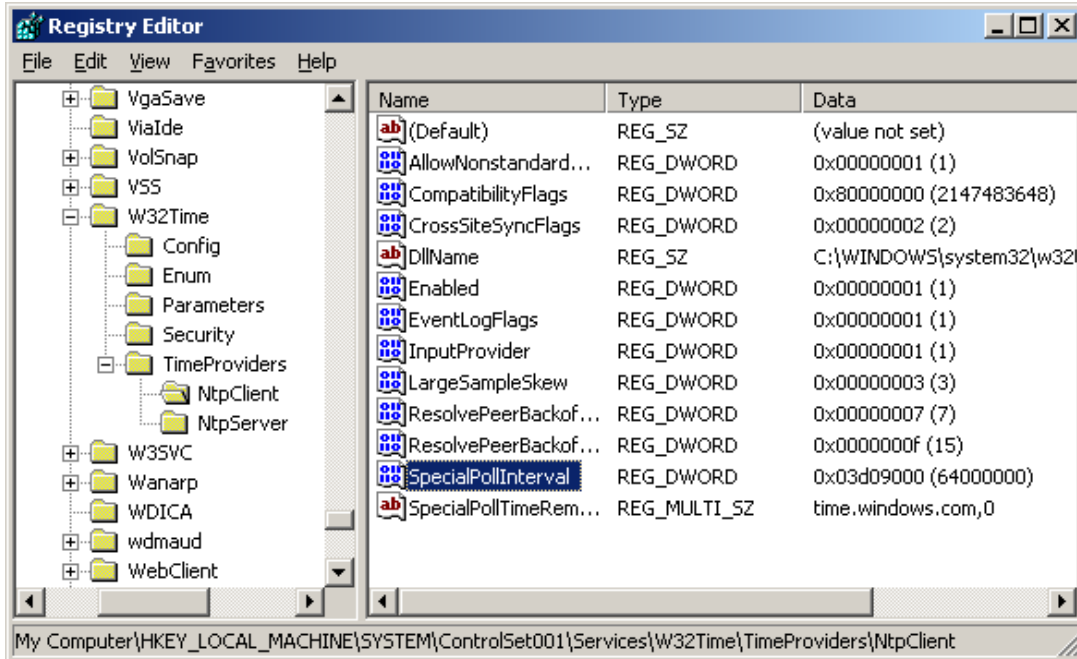 Registry Editor
File Edit View Favorites Help
VgaSave
ViaIde
VolSnap
VSS
W32Time
Config
Enum
Parameters
Security
TimeProviders
NtpClient
NtpServer
W3SVC
Wanarp
WDICA
wdmaud
WebClient
Name Type Data
(Default) REG_SZ (value not set)
AllowNonstandard... REG_DWORD 0x00000001 (1)
CompatibilityFlags REG_DWORD 0x80000000 (2147483648)
CrossSiteSyncFlags REG_DWORD 0x00000002 (2)
DllName REG_SZ C:\WINDOWS\system32\w32
Enabled REG_DWORD 0x00000001 (1)
EventLogFlags REG_DWORD 0x00000001 (1)
InputProvider REG_DWORD 0x00000001 (1)
LargeSampleSkew REG_DWORD 0x00000003 (3)
ResolvePeerBackof... REG_DWORD 0x00000007 (7)
ResolvePeerBackof... REG_DWORD 0x0000000f (15)
SpecialPollInterval REG_DWORD 0x03d09000 (64000000)
SpecialPollTimeRem... REG_MULTI_SZ time.windows.com,0
My Computer\HKEY_LOCAL_MACHINE\SYSTEM\ControlSet001\Services\W32Time\TimeProviders\NtpClient